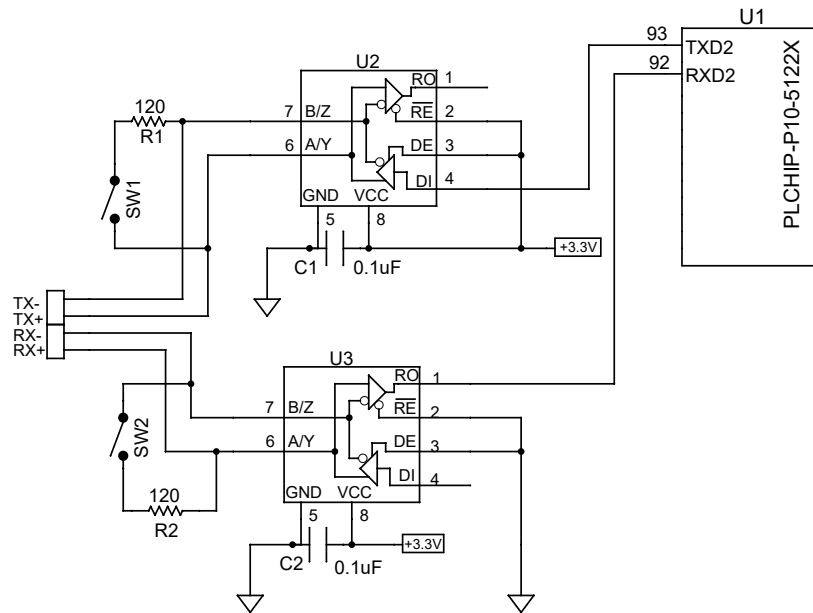 U1
93
TXD2
92
RXD2
PLCHIP-P10-5122X
U2
RO 1
7 B/Z
RE 2
120
R1
6 A/Y
DE 3
DI 4
SW1
GND VCC
5 8
C1 0.1uF
+3.3V
TX-
TX+
RX-
RX+
U3
RO 1
7 B/Z
RE 2
SW2
6 A/Y
DE 3
DI 4
120
R2
GND VCC
5 8
C2 0.1uF
+3.3V